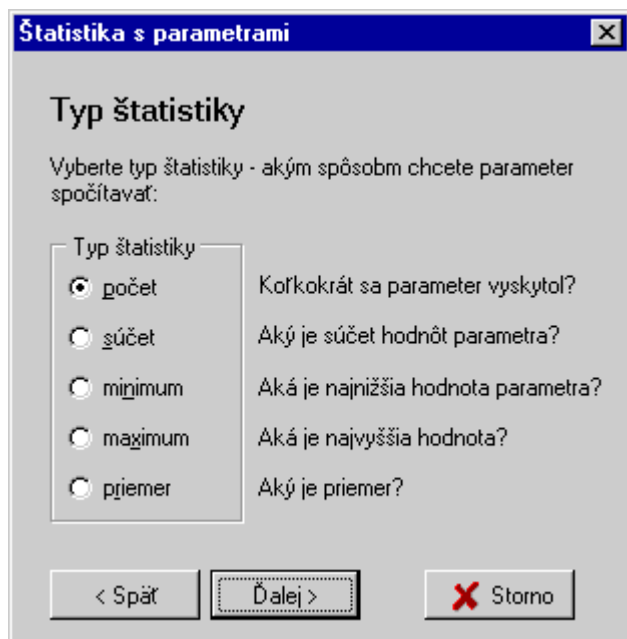 Štatistika s parametrami
Typ štatistiky
Vyberte typ štatistiky - akým spôsobm chcete parameter
spočítavať:
Typ štatistiky
počet Koľkokrát sa parameter vyskytol?
súčet Aký je súčet hodnôt parametra?
minimum Aká je najnižšia hodnota parametra?
maximum Aká je najvyššia hodnota?
priemer Aký je priemer?
< Späť Ďalej > Storno